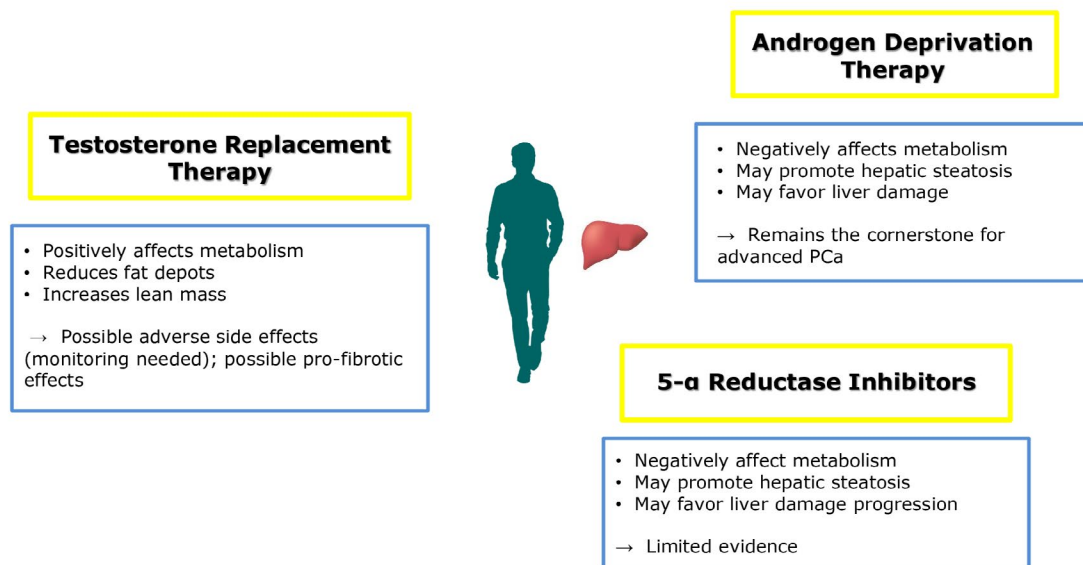 Testosterone Replacement
Therapy
• Positively affects metabolism
• Reduces fat depots
• Increases lean mass
→ Possible adverse side effects
(monitoring needed); possible pro-fibrotic
effects
Androgen Deprivation
Therapy
• Negatively affects metabolism
• May promote hepatic steatosis
• May favor liver damage
→ Remains the cornerstone for
advanced PCa
5-α Reductase Inhibitors
• Negatively affect metabolism
• May promote hepatic steatosis
• May favor liver damage progression
→ Limited evidence